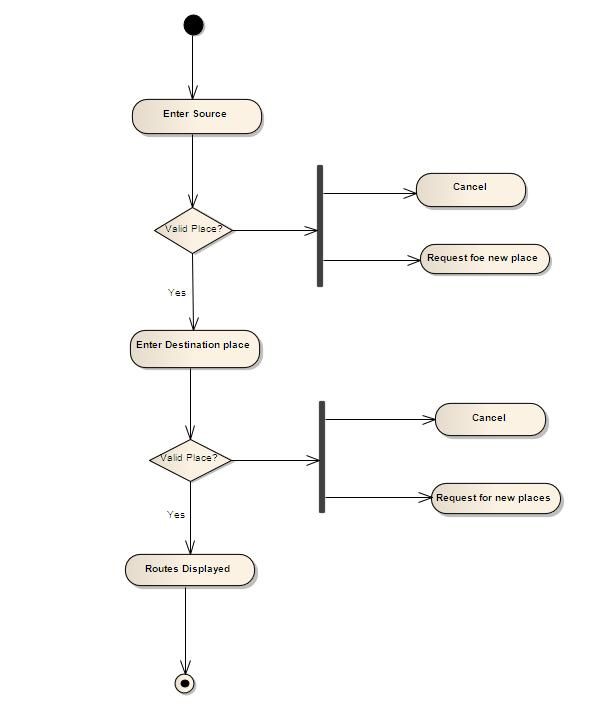 Enter Source
Cancel
Valid Place?
Request foe new place
Yes
Enter Destination place
Cancel
Valid Place?
Request for new places
Yes
Routes Displayed